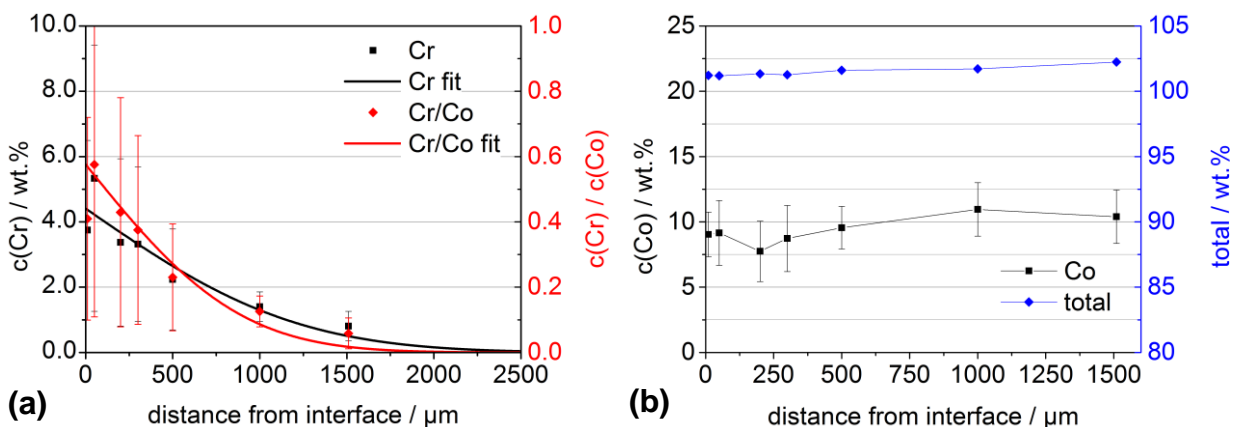 10.0
8.0
6.0
4.0
2.0
0.0
c(Cr) / wt.%
Cr
Cr fit
Cr/Co
Cr/Co fit
1.0
0.8
0.6
0.4
0.2
0.0
c(Cr) / c(Co)
0 500 1000 1500 2000 2500
distance from interface / µm
(a)
25
20
15
10
5
0
c(Co) / wt.%
Co
total
105
100
95
90
85
80
total / wt.%
0 250 500 750 1000 1250 1500
distance from interface / µm
(b)